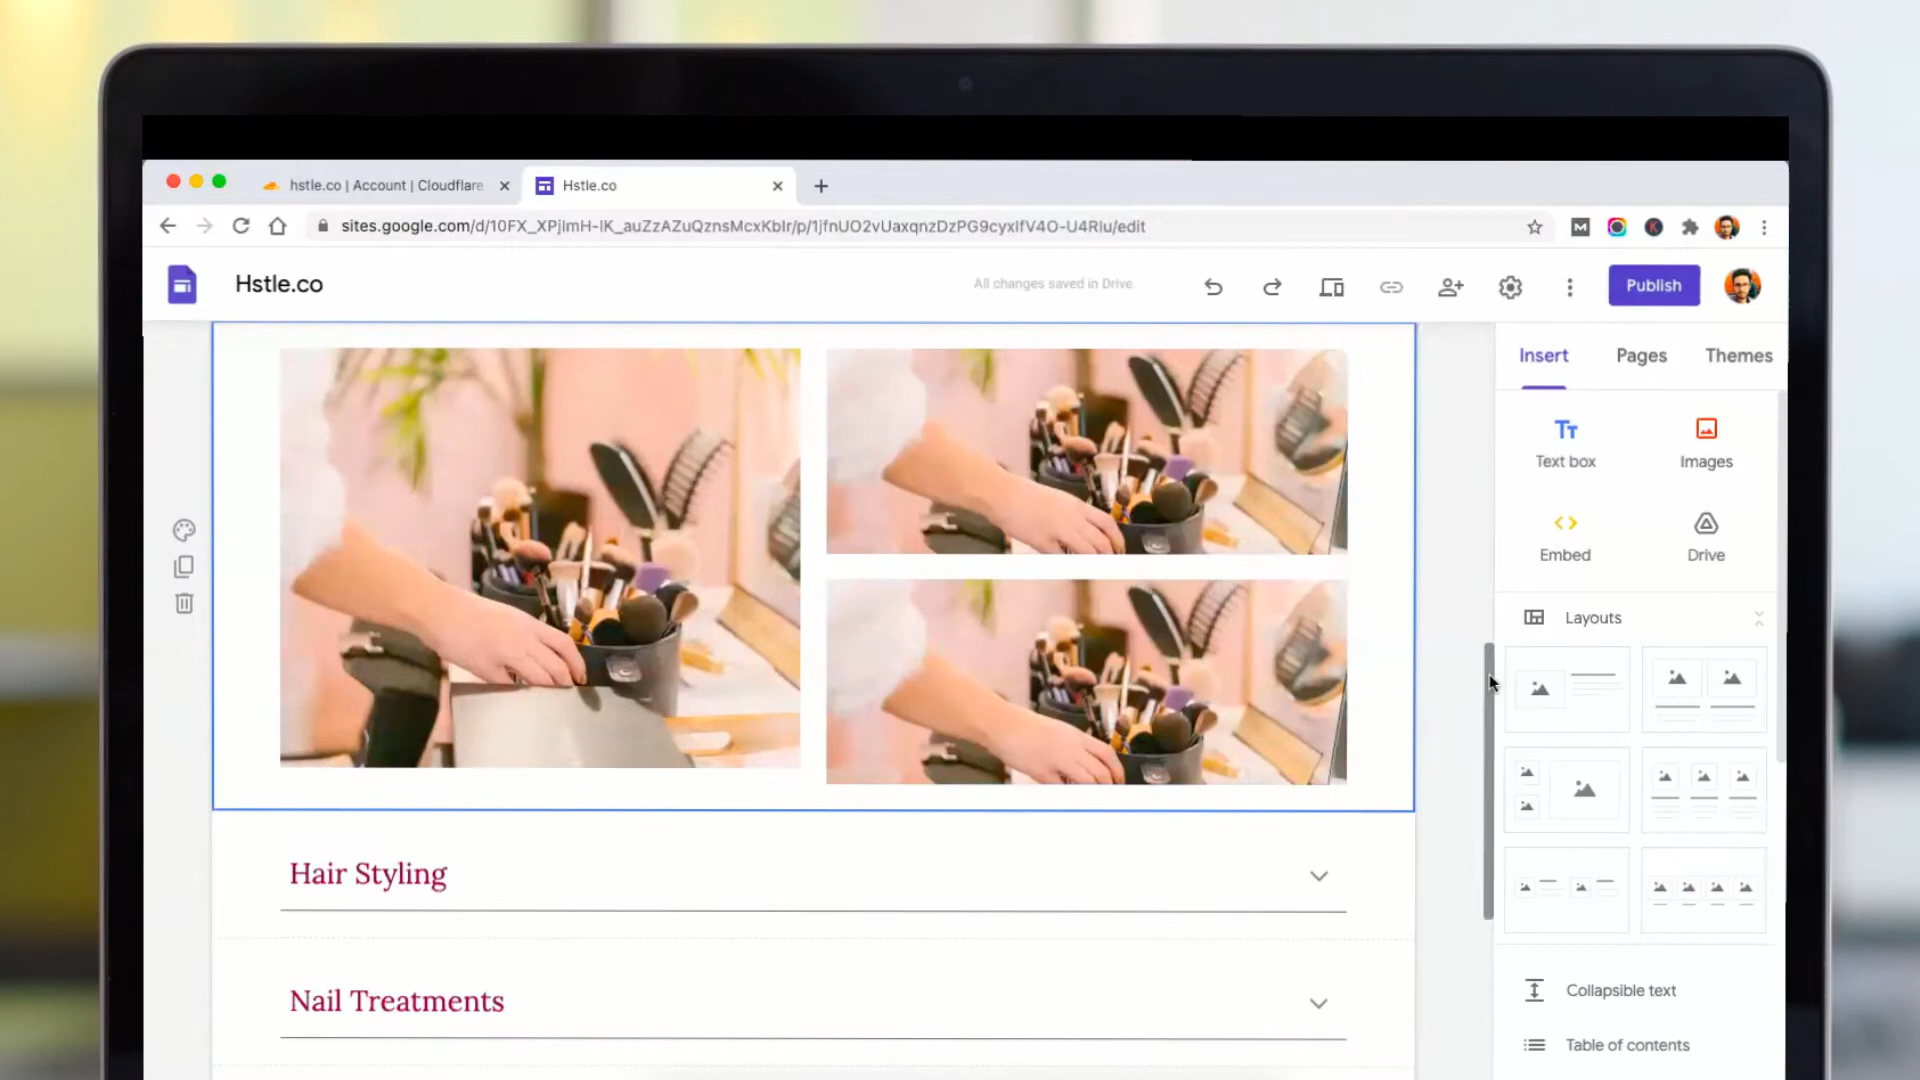 hstle.co | Account | Cloudflare
Hstle.co
sites.google.com/d/10FX_XPjlmH-IK_auZzAZuQznsMcxKbIr/p/1jfnUO2vUaxqnzDzPG9cyxIfV4O-U4RIu/edit
Hstle.co
All changes saved in Drive
Publish
Insert
Pages
Themes
Text box
Images
Embed
Drive
Layouts
Hair Styling
Nail Treatments
Collapsible text
Table of contents